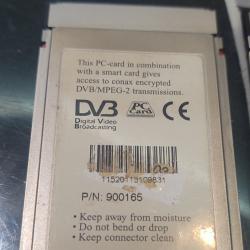 This PC-card in combination
with a smart card gives
access to conax encrypted
DVB/MPEG-2 transmissions.
DVB PC Card CE
Digital Video
Broadcasting
P/N: 900165
• Keep away from moisture
• Do not bend or drop
• Keep connector clean